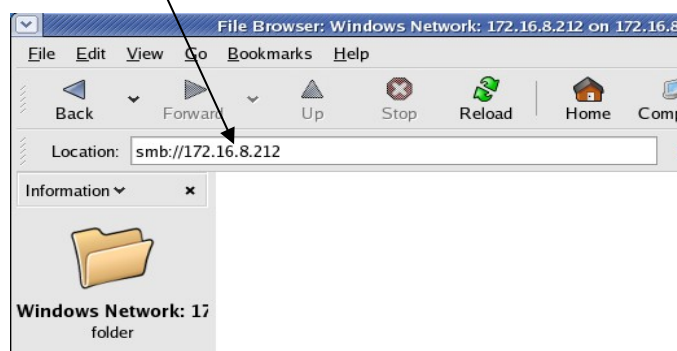 File Browser: Windows Network: 172.16.8.212 on 172.16.8
File Edit View Go Bookmarks Help
Back Forward Up Stop Reload Home Comp
Location: smb://172.16.8.212
Information
Windows Network: 17
folder